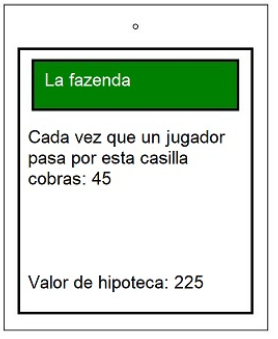 La fazenda
Cada vez que un jugador
pasa por esta casilla
cobras: 45
Valor de hipoteca: 225